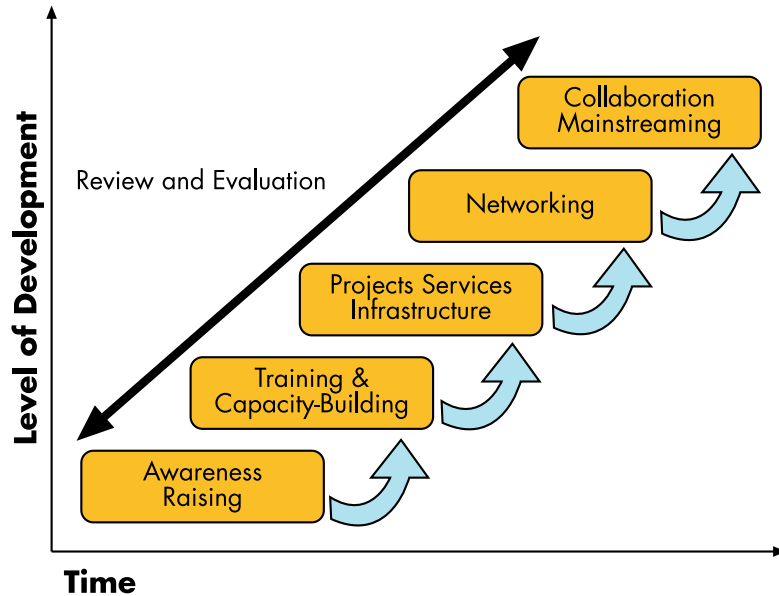 Collaboration
Mainstreaming
Review and Evaluation
Networking
Projects Services
Infrastructure
Training &
Capacity-Building
Awareness
Raising
Level of Development
Time